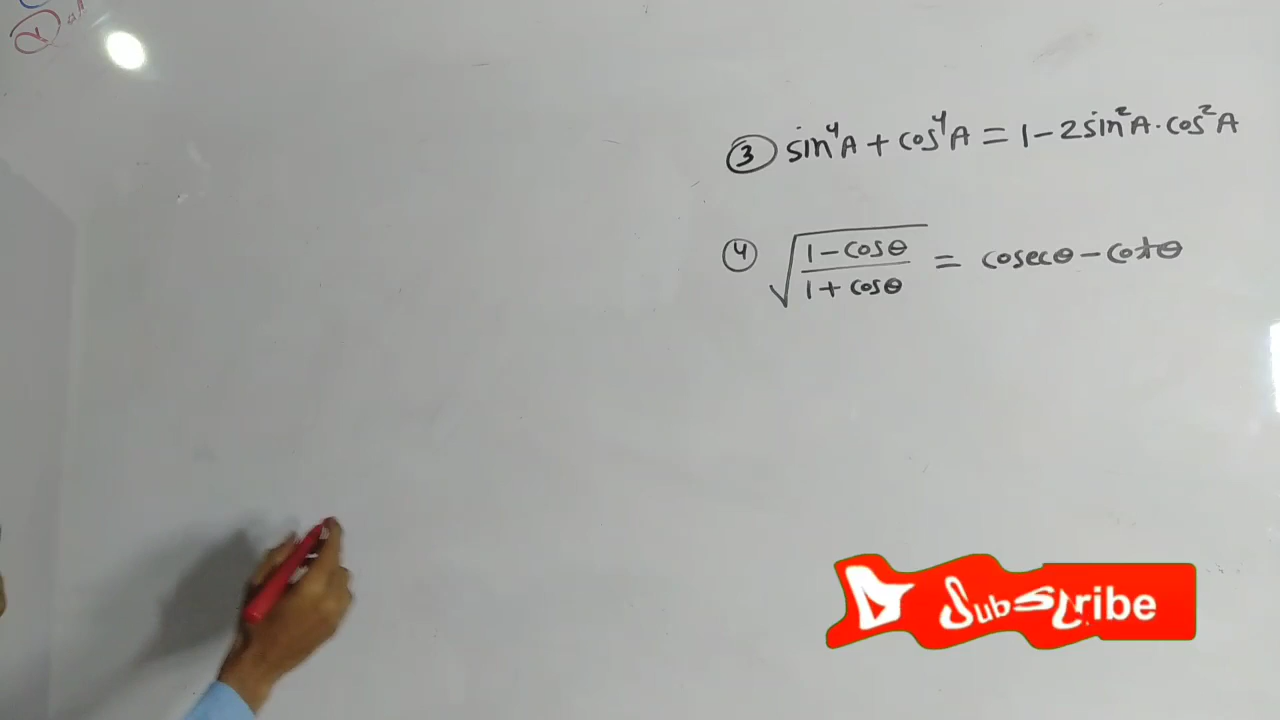 ③ sin⁴A + cos⁴A = 1 - 2sin²A·cos²A
④ √((1 - cosθ)/(1 + cosθ)) = cosecθ - cotθ
Subscribe